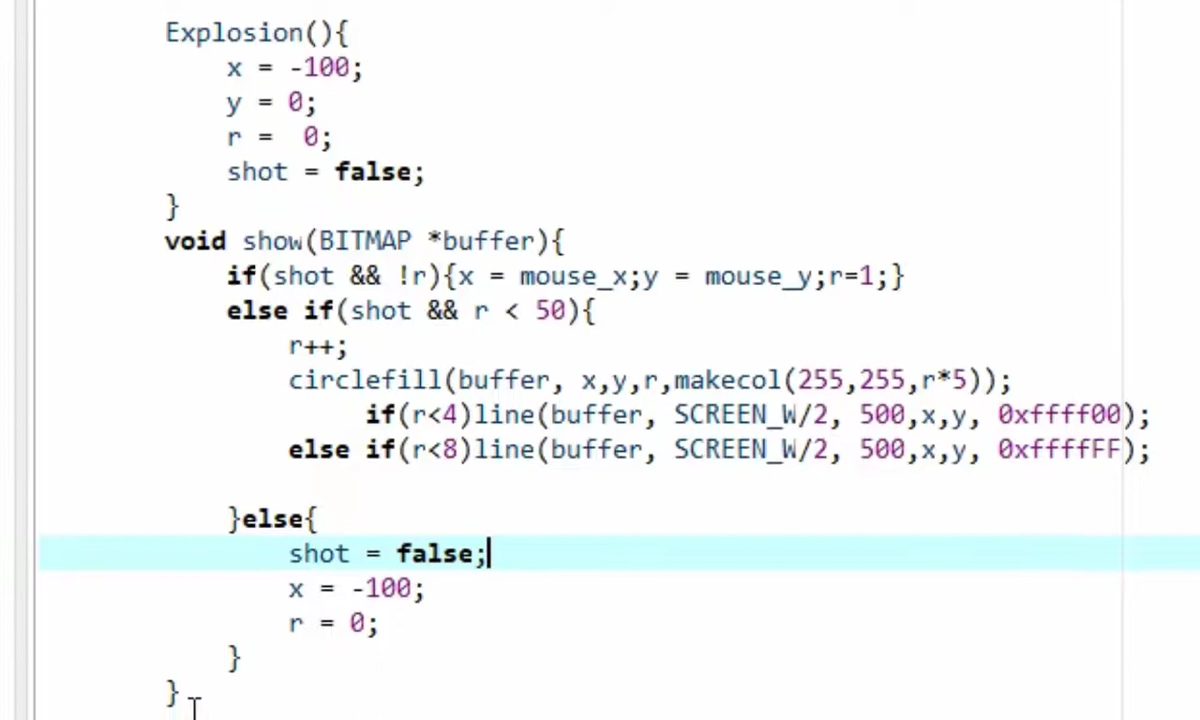 Explosion(){
x = -100;
y = 0;
r =  0;
shot = false;
}
void show(BITMAP *buffer){
if(shot && !r){x = mouse_x;y = mouse_y;r=1;}
else if(shot && r < 50){
r++;
circlefill(buffer, x,y,r,makecol(255,255,r*5));
if(r<4)line(buffer, SCREEN_W/2, 500,x,y, 0xffff00);
else if(r<8)line(buffer, SCREEN_W/2, 500,x,y, 0xffffFF);
}else{
shot = false;
x = -100;
r = 0;
}
}